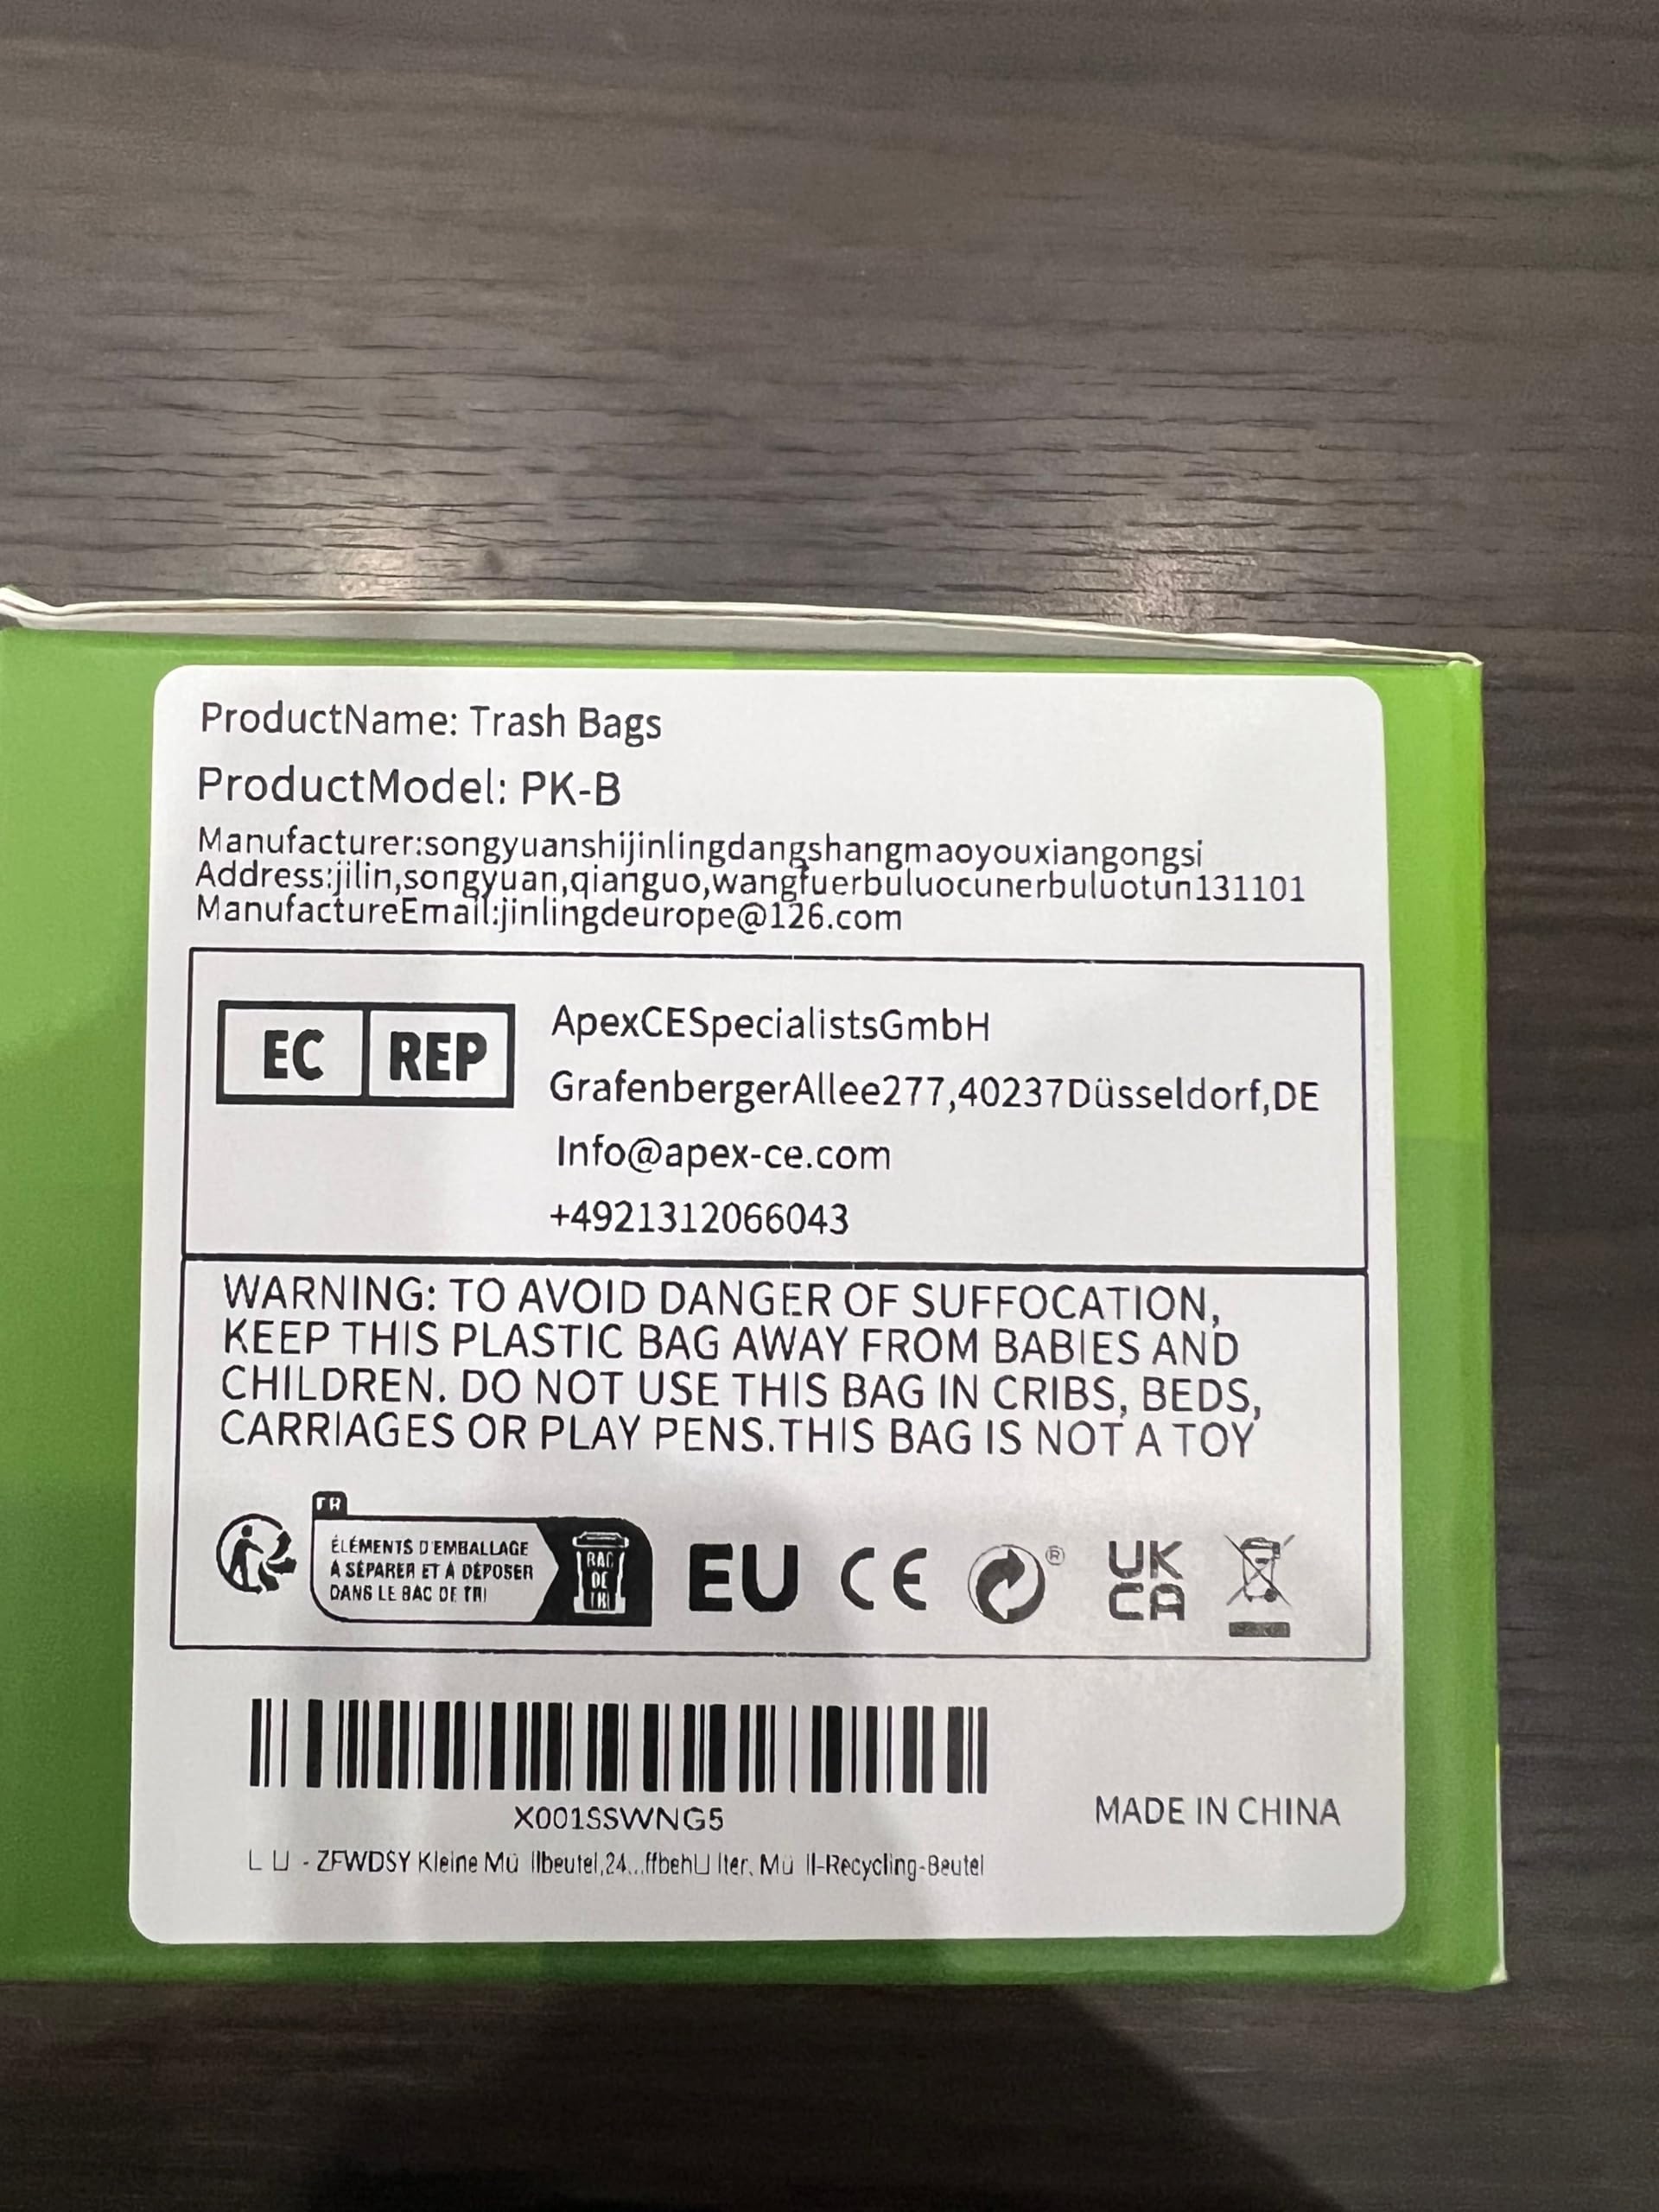 ProductName: Trash Bags
ProductModel: PK-B
Manufacturer:songyuanshijinlingdangshangmaoyouxiangongsi
Address:jilin,songyuan,qianguo,wangfuerbuluocunerbuluotun131101
ManufactureEmail:jinlingdeurope@126.com
EC REP
ApexCESpecialistsGmbH
GrafenbergerAllee277,40237Düsseldorf,DE
Info@apex-ce.com
+4921312066043
WARNING: TO AVOID DANGER OF SUFFOCATION,
KEEP THIS PLASTIC BAG AWAY FROM BABIES AND
CHILDREN. DO NOT USE THIS BAG IN CRIBS, BEDS,
CARRIAGES OR PLAY PENS.THIS BAG IS NOT A TOY
FR
ÉLÉMENTS D'EMBALLAGE
À SÉPARER ET À DÉPOSER
DANS LE BAC DE TRI
BAC
DE
TRI
EU CE ®
UK
CA
X001SSWNG5
MADE IN CHINA
- ZFWDSY Kleine Mü llbeutel,24...ffbeh lter, Mü ll-Recycling-Beutel